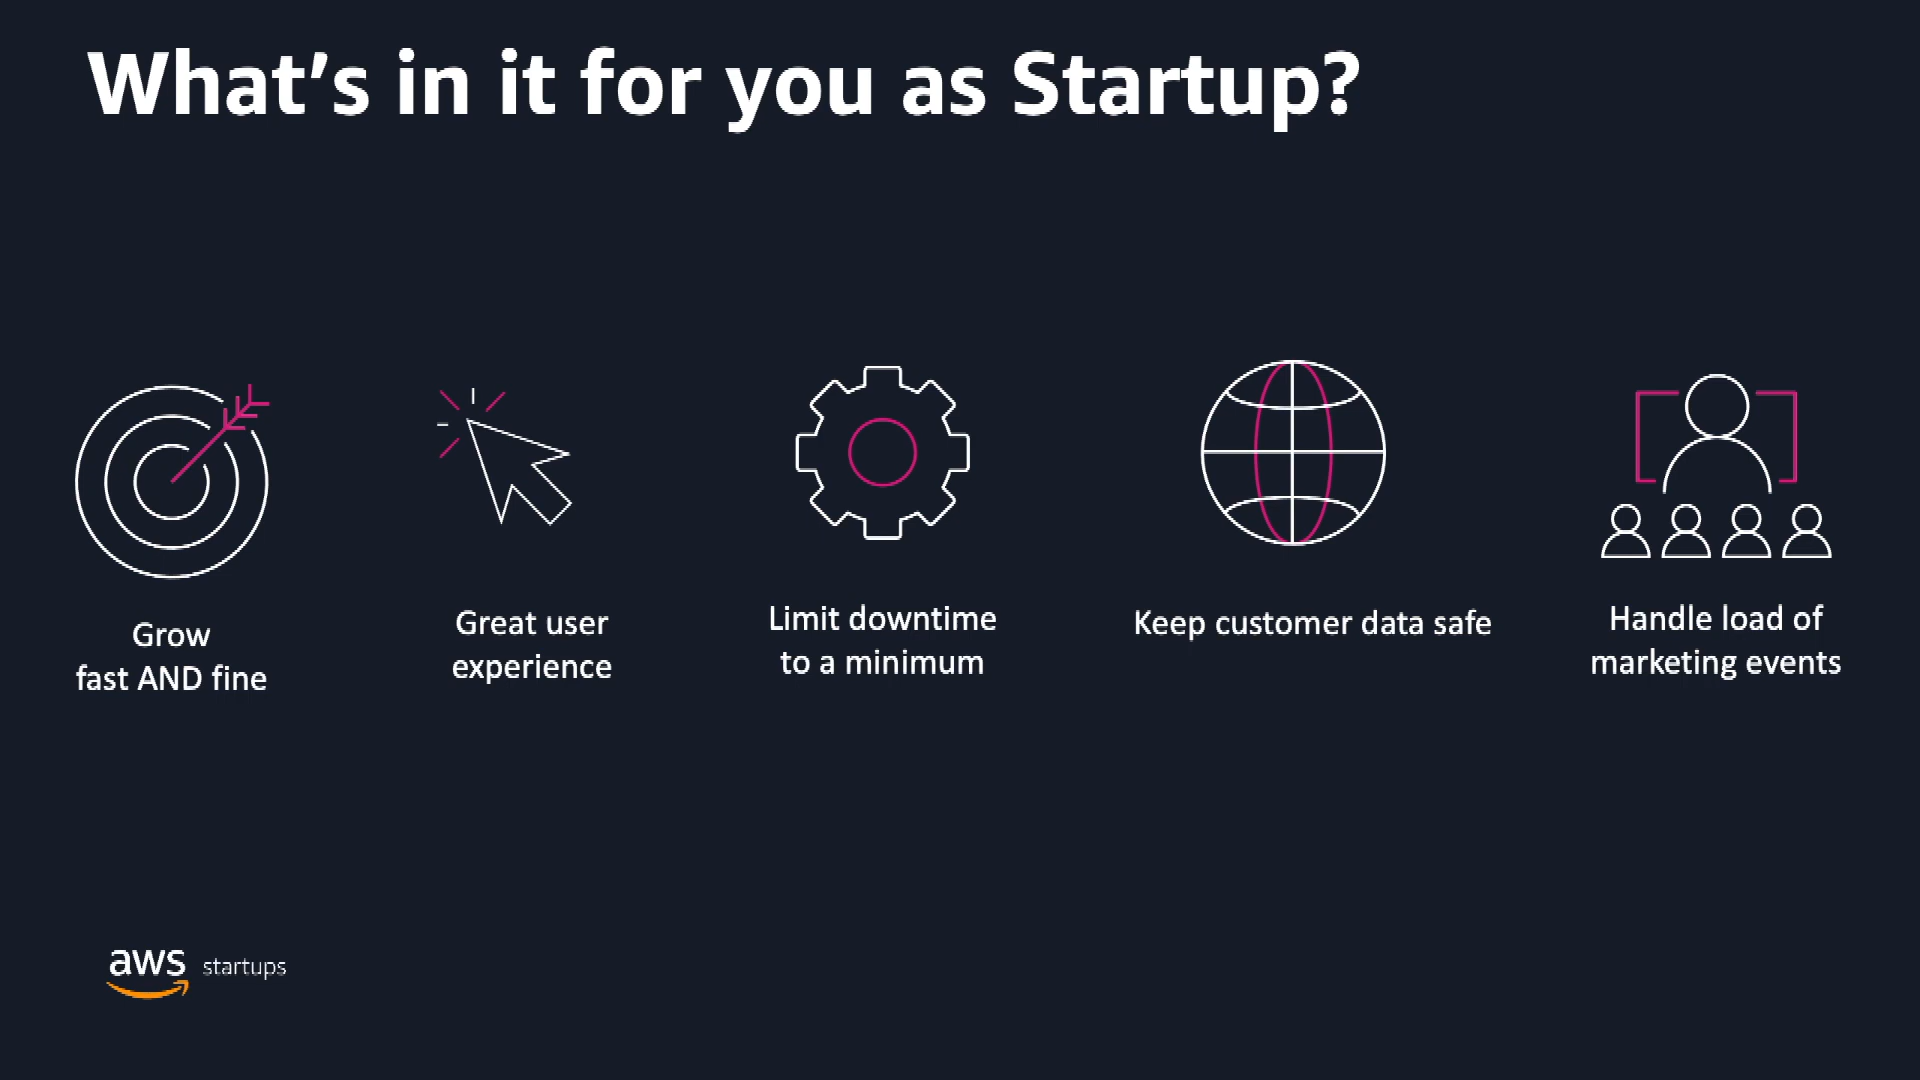 What’s in it for you as Startup?
Grow
fast AND fine
Great user
experience
Limit downtime
to a minimum
Keep customer data safe
Handle load of
marketing events
aws startups